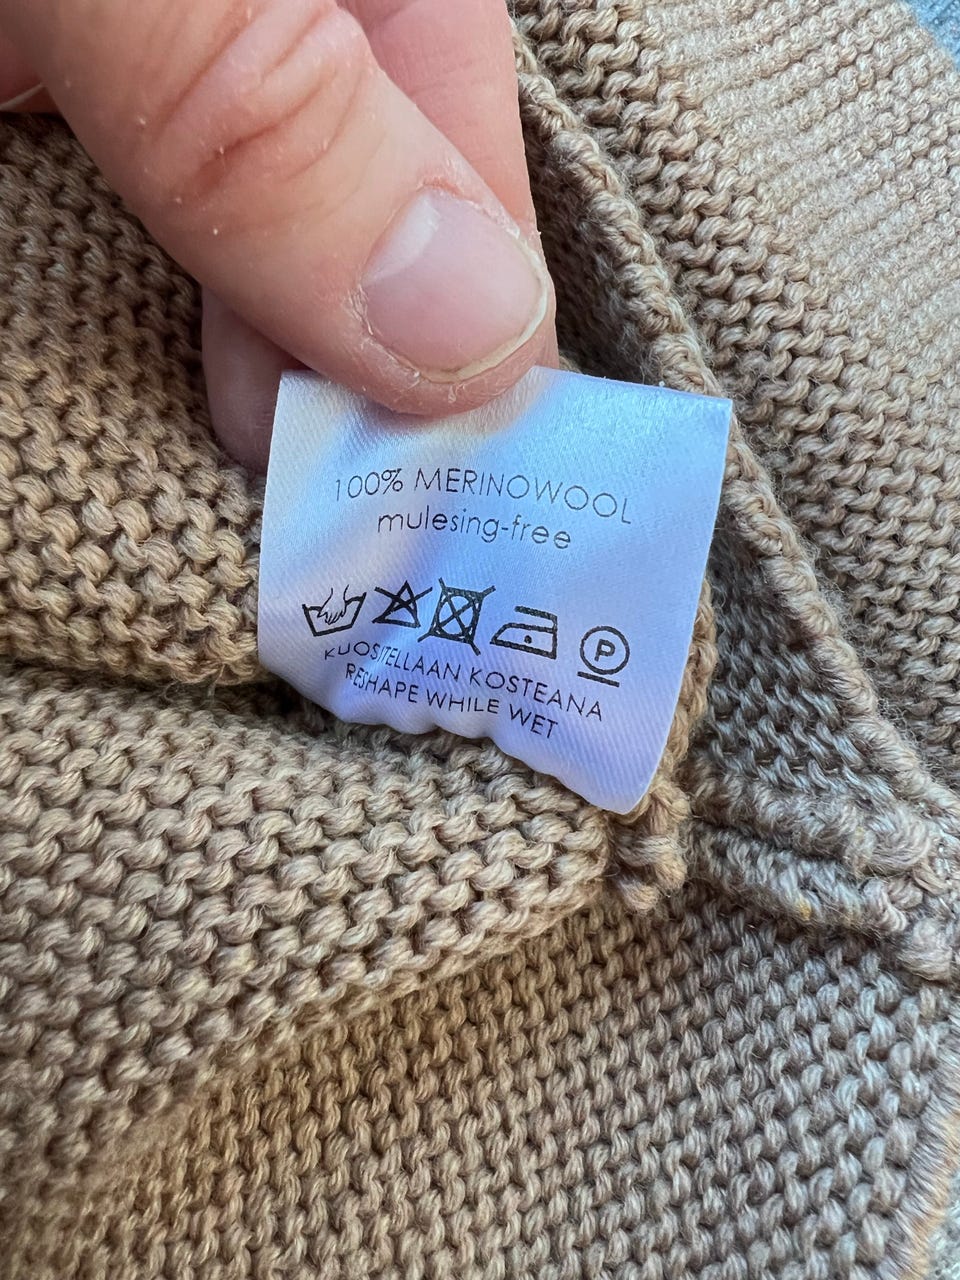 100% MERINOWOOL
mulesing-free
P
KUOSITELLAAN KOSTEANA
RESHAPE WHILE WET